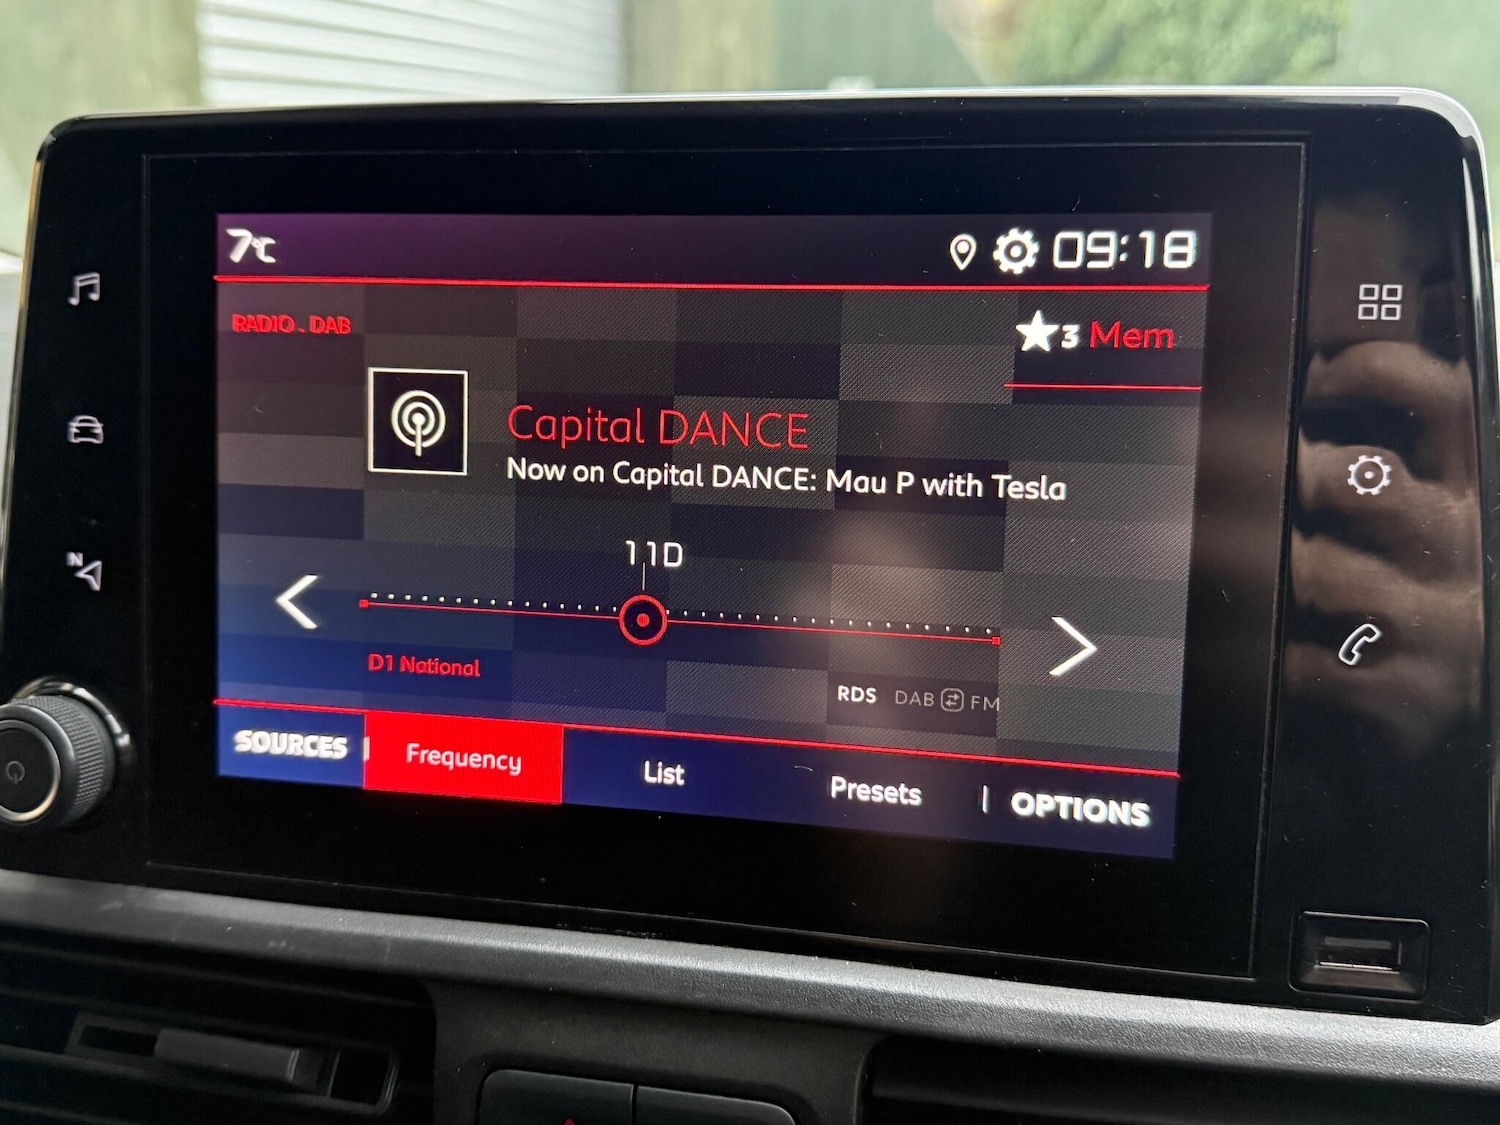 7°C
09:18
RADIO . DAB
3 Mem
Capital DANCE
Now on Capital DANCE: Mau P with Tesla
11D
D1 National
RDS DAB FM
SOURCES Frequency List Presets OPTIONS
N